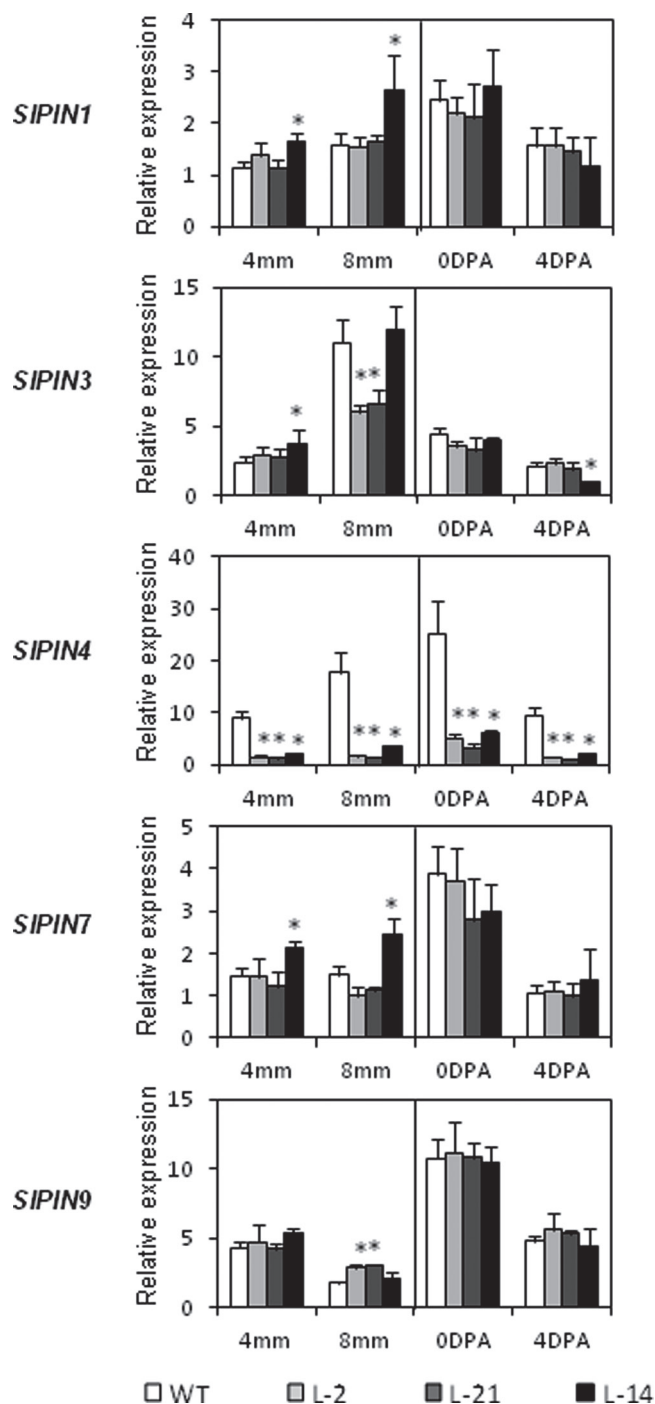 SlPIN1
Relative expression
4
3
2
1
0
*
*
4mm 8mm 0DPA 4DPA
SlPIN3
Relative expression
15
10
5
0
*
* *
*
4mm 8mm 0DPA 4DPA
SlPIN4
Relative expression
40
30
20
10
0
* * *
* * *
* * *
* * *
4mm 8mm 0DPA 4DPA
SlPIN7
Relative expression
5
4
3
2
1
0
*
*
4mm 8mm 0DPA 4DPA
SlPIN9
Relative expression
15
10
5
0
* *
4mm 8mm 0DPA 4DPA
WT L-2 L-21 L-14